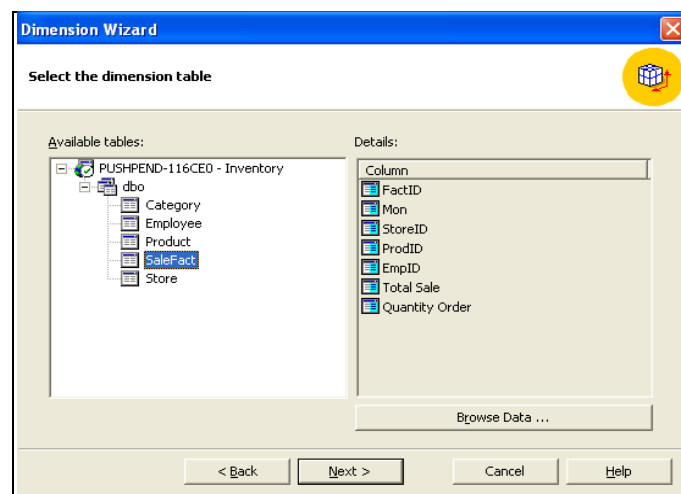 Dimension Wizard
Select the dimension table
Available tables:
PUSHPEND-116CE0 - Inventory
dbo
Category
Employee
Product
SaleFact
Store
Details:
Column
FactID
Mon
StoreID
ProdID
EmpID
Total Sale
Quantity Order
Browse Data ...
< Back
Next >
Cancel
Help